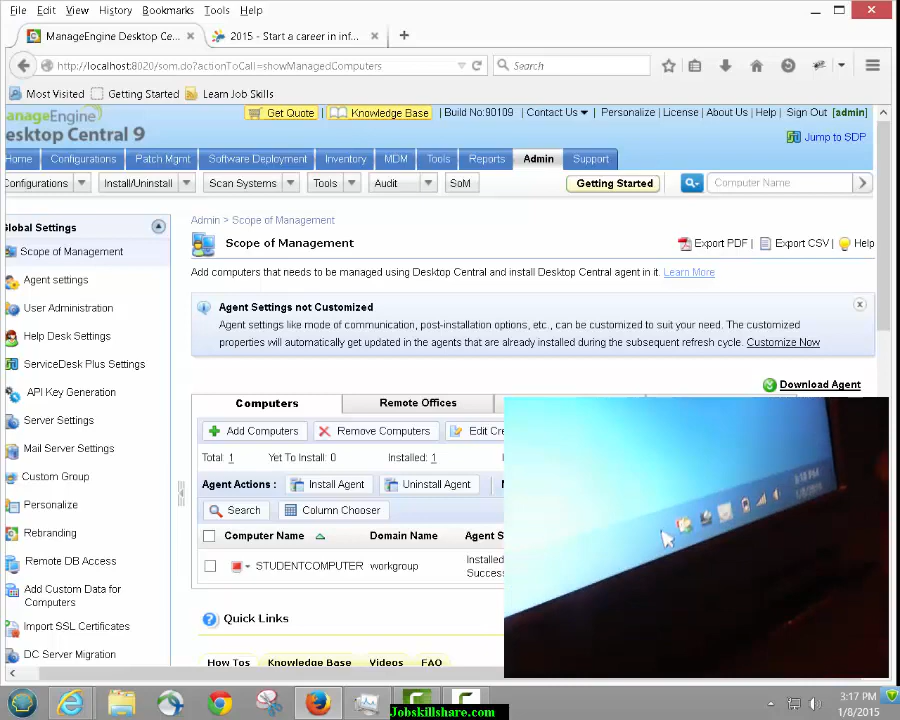 File Edit View History Bookmarks Tools Help
ManageEngine Desktop Ce... × 2015 - Start a career in inf... × +
http://localhost:8020/som.do?actionToCall=showManagedComputers Search
Most Visited Getting Started Learn Job Skills
anageEngine Get Quote | Knowledge Base | Build No:90109 | Contact Us | Personalize | License | About Us | Help | Sign Out [admin]
esktop Central 9 Jump to SDP
Home Configurations Patch Mgmt Software Deployment Inventory MDM Tools Reports Admin Support
Configurations Install/Uninstall Scan Systems Tools Audit SoM Getting Started Computer Name
Global Settings
Scope of Management
Agent settings
User Administration
Help Desk Settings
ServiceDesk Plus Settings
API Key Generation
Server Settings
Mail Server Settings
Custom Group
Personalize
Rebranding
Remote DB Access
Add Custom Data for
Computers
Import SSL Certificates
DC Server Migration
Admin > Scope of Management
Scope of Management Export PDF | Export CSV | Help
Add computers that needs to be managed using Desktop Central and install Desktop Central agent in it. Learn More
Agent Settings not Customized
Agent settings like mode of communication, post-installation options, etc., can be customized to suit your need. The customized
properties will automatically get updated in the agents that are already installed during the subsequent refresh cycle. Customize Now
Download Agent
Computers Remote Offices
Add Computers Remove Computers Edit Cre
Total 1 Yet To Install: 0 Installed: 1
Agent Actions : Install Agent Uninstall Agent
Search Column Chooser
Computer Name Domain Name Agent S
STUDENTCOMPUTER workgroup Installed
Succes
Quick Links
How Tos Knowledge Base Videos FAQ
3:17 PM
1/8/2015
Jobskillshare.com